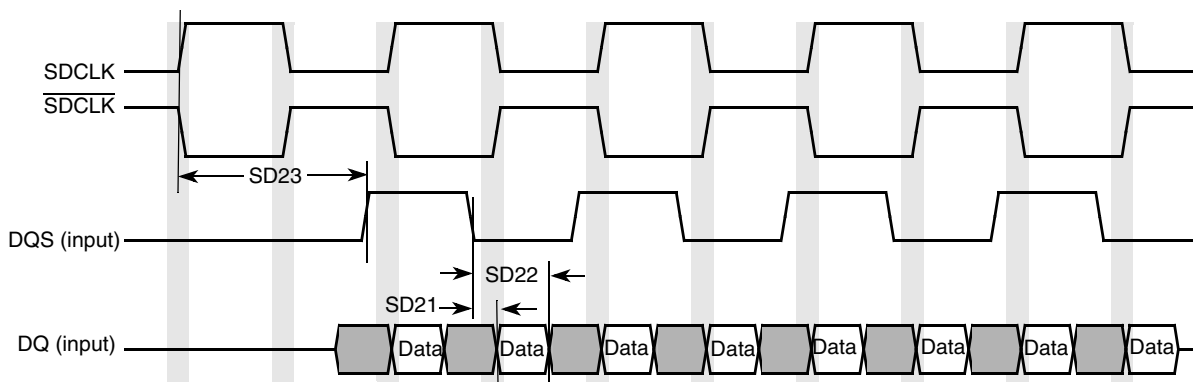 SDCLK
SDCLK
SD23
DQS (input)
SD22
SD21
DQ (input)
Data Data Data Data Data Data Data Data